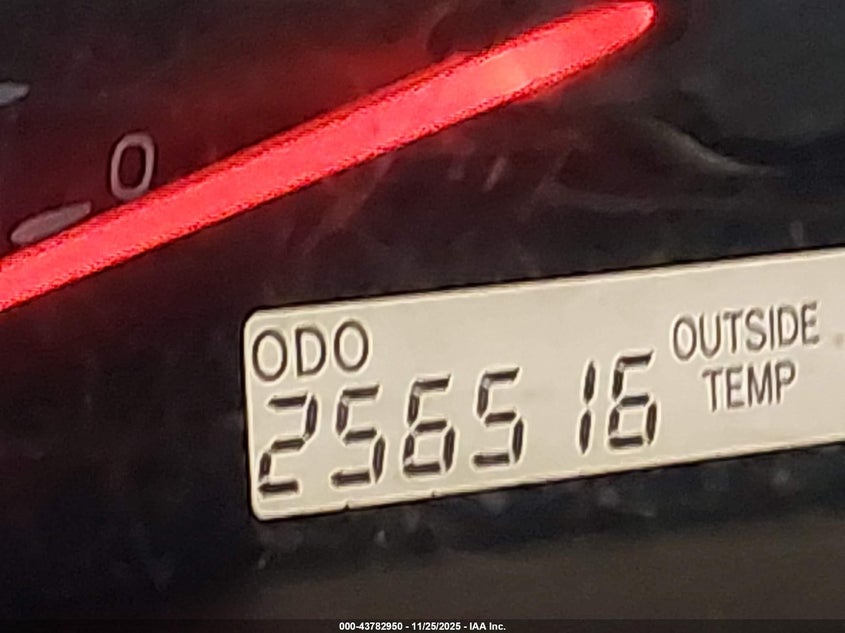 0
ODO
256516
OUTSIDE
TEMP
000-43782950 - 11/25/2025 - IAA Inc.